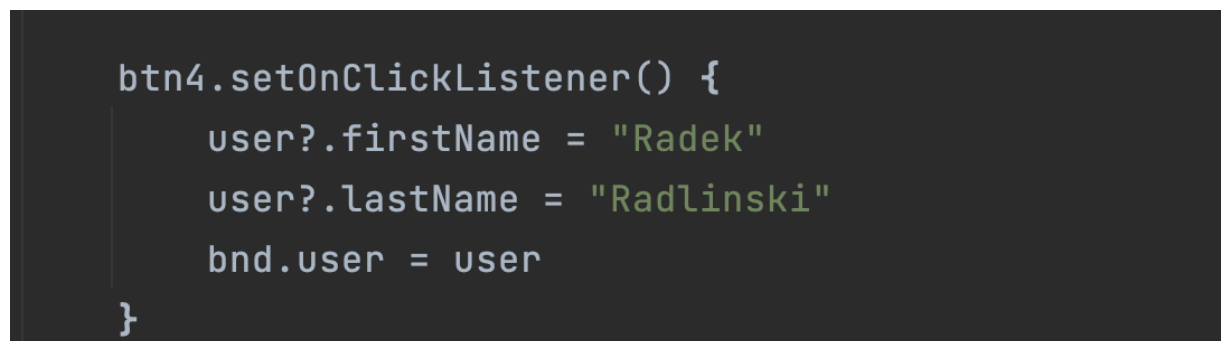 btn4.setOnClickListener() {
user?.firstName = "Radek"
user?.lastName = "Radlinski"
bnd.user = user
}